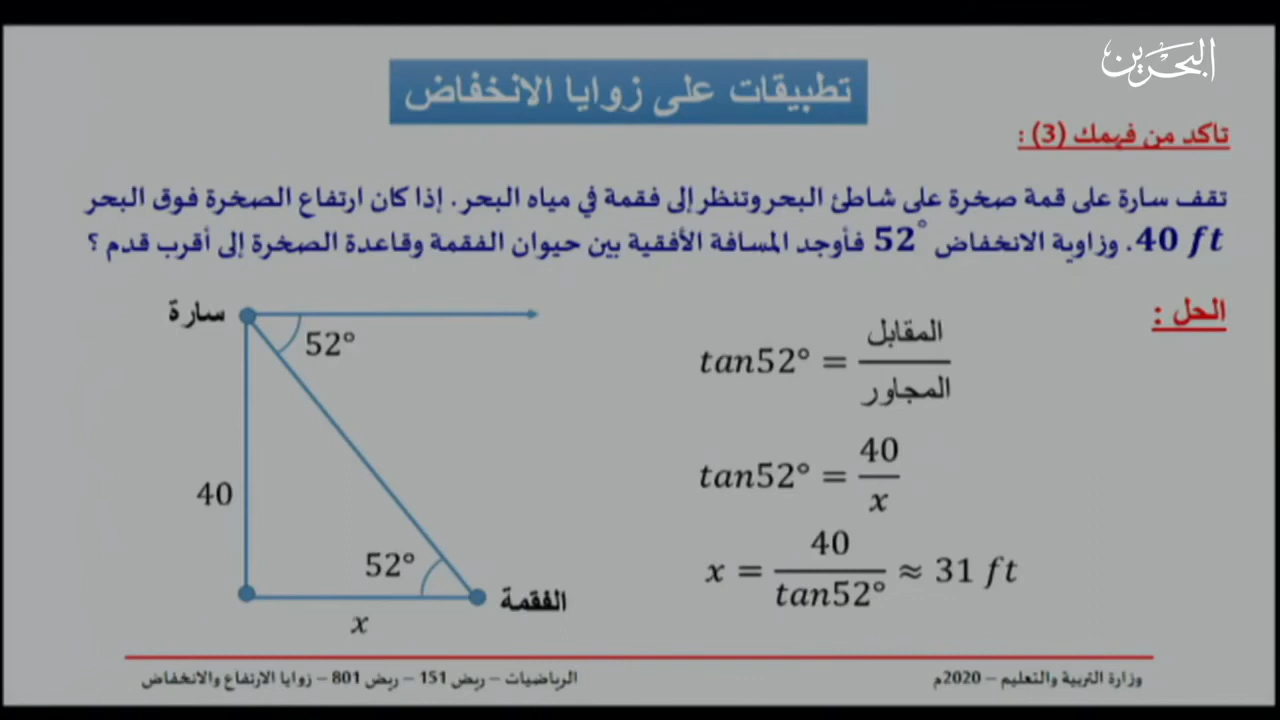 البحرين
تطبيقات على زوايا الانخفاض
تاكد من فهمك (3) :
تقف سارة على قمة صخرة على شاطئ البحر وتنظر إلى فقمة في مياه البحر. إذا كان ارتفاع الصخرة فوق البحر
40 ft. وزاوية الانخفاض 52° فأوجد المسافة الأفقية بين حيوان الفقمة وقاعدة الصخرة إلى أقرب قدم ؟
الحل :
سارة
52°
40
52°
الفقمة
x
tan52° = المقابل / المجاور
tan52° = 40 / x
x = 40 / tan52° ≈ 31 ft
وزارة التربية والتعليم – 2020م
الرياضيات – ريض 151 – ريض 801 – زوايا الارتفاع والانخفاض